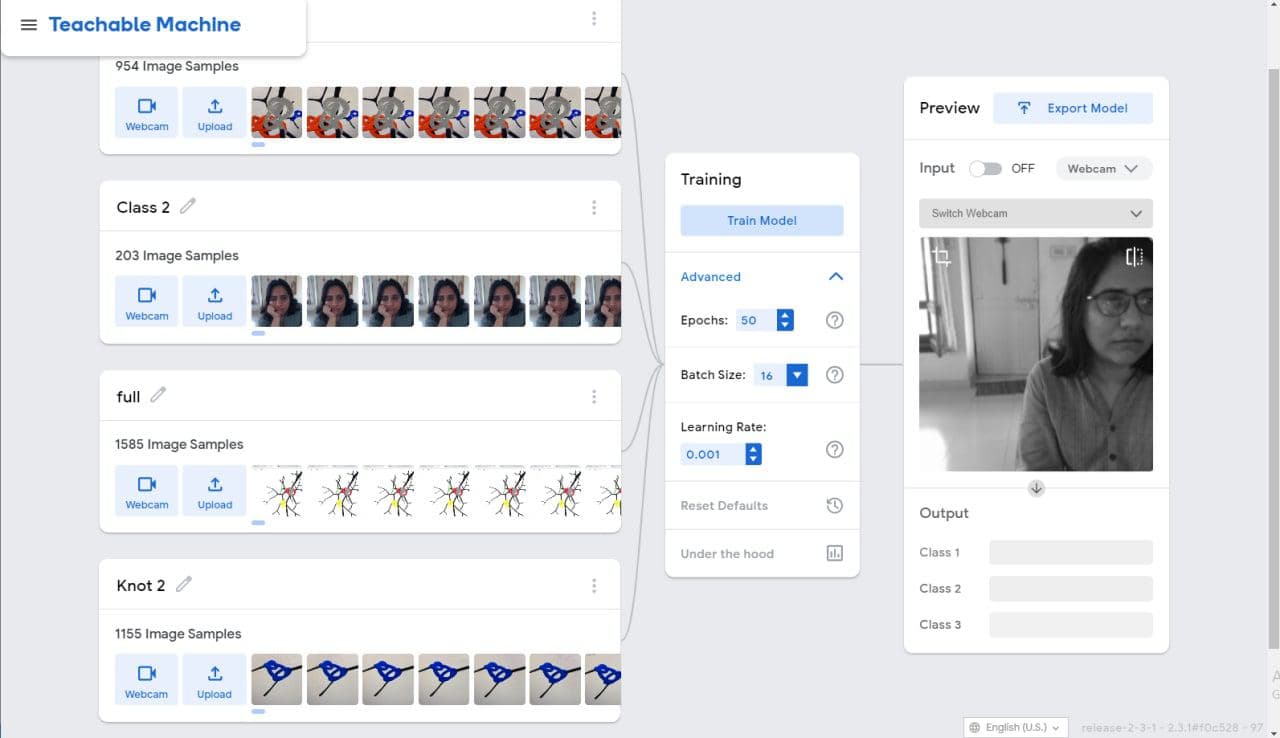 Teachable Machine
954 Image Samples
Webcam
Upload
Class 2
203 Image Samples
Webcam
Upload
full
1585 Image Samples
Webcam
Upload
Knot 2
1155 Image Samples
Webcam
Upload
Training
Train Model
Advanced
Epochs: 50
Batch Size: 16
Learning Rate:
0.001
Reset Defaults
Under the hood
Preview
Export Model
Input OFF Webcam
Switch Webcam
Output
Class 1
Class 2
Class 3
English (U.S.)
release-2-3-1 - 2.3.1#f0c528 - 97